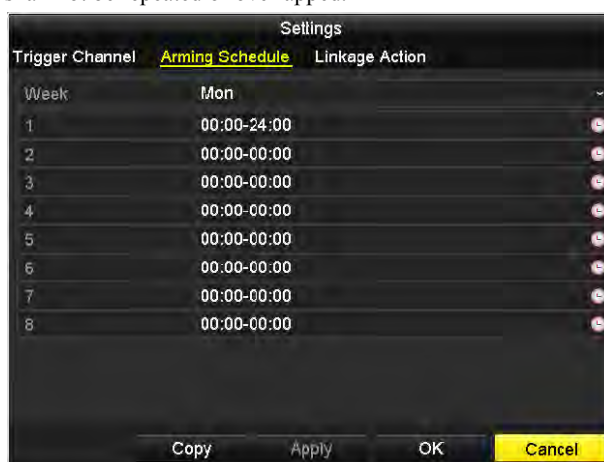 Settings
Trigger Channel Arming Schedule Linkage Action
Week Mon
1 00:00-24:00
2 00:00-00:00
3 00:00-00:00
4 00:00-00:00
5 00:00-00:00
6 00:00-00:00
7 00:00-00:00
8 00:00-00:00
Copy Apply OK Cancel